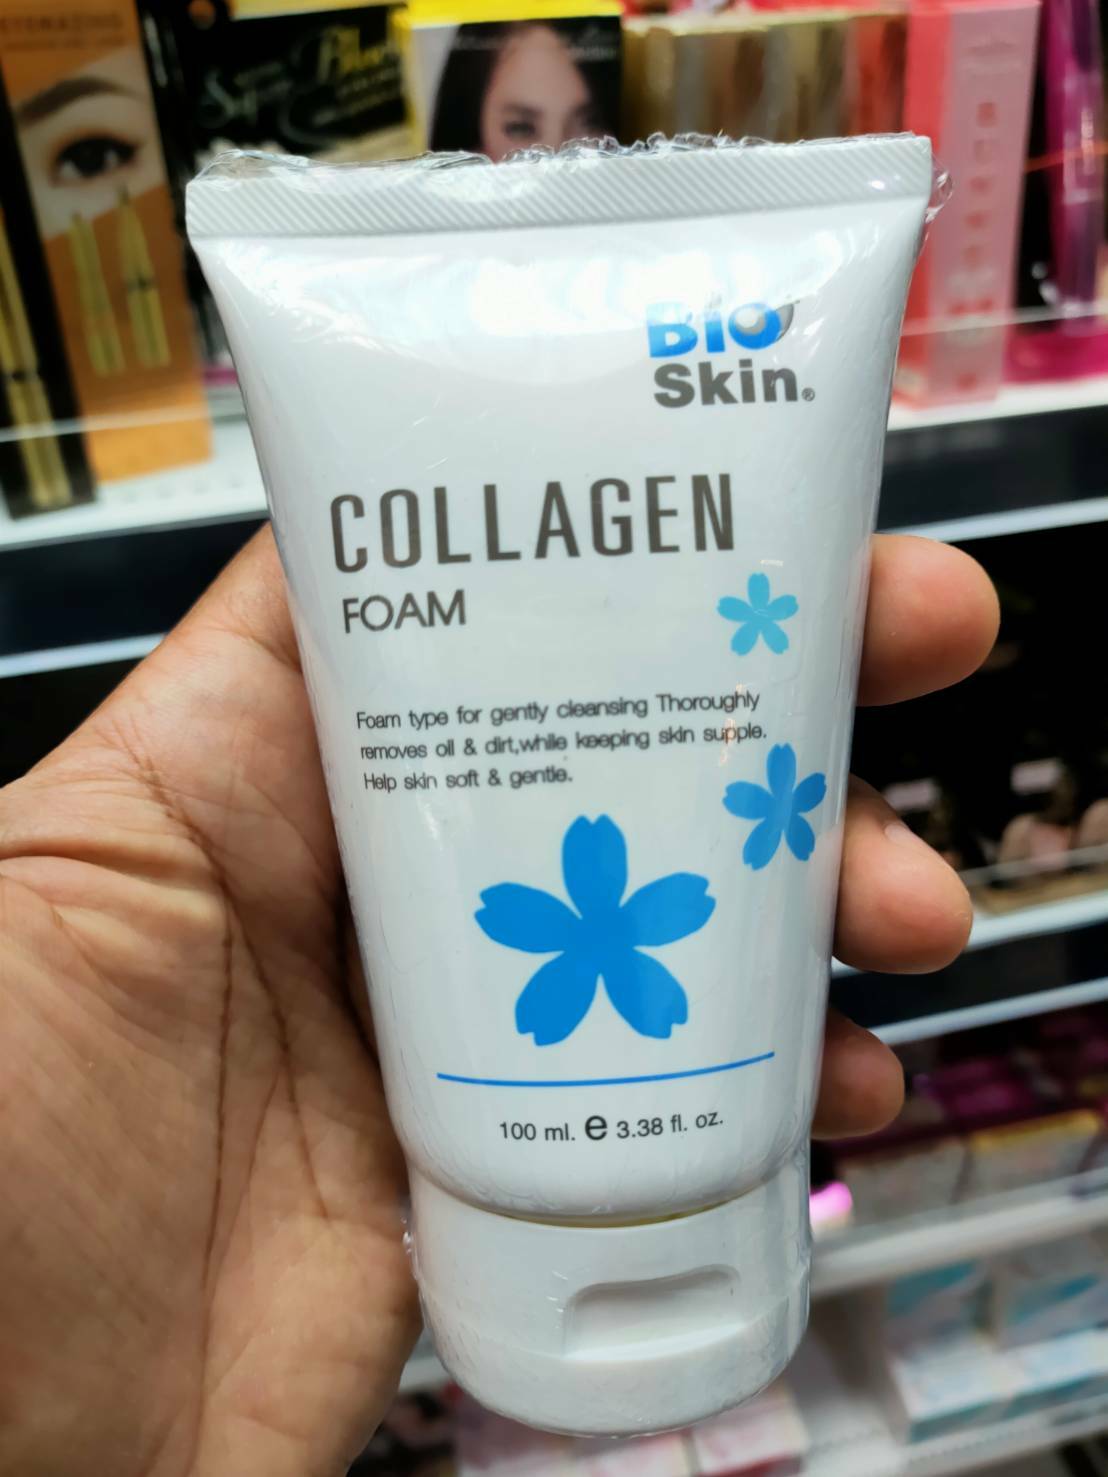 Bio
Skin®
COLLAGEN
FOAM
Foam type for gently cleansing Thoroughly
removes oil & dirt,while keeping skin supple.
Help skin soft & gentle.
100 ml. e 3.38 fl. oz.